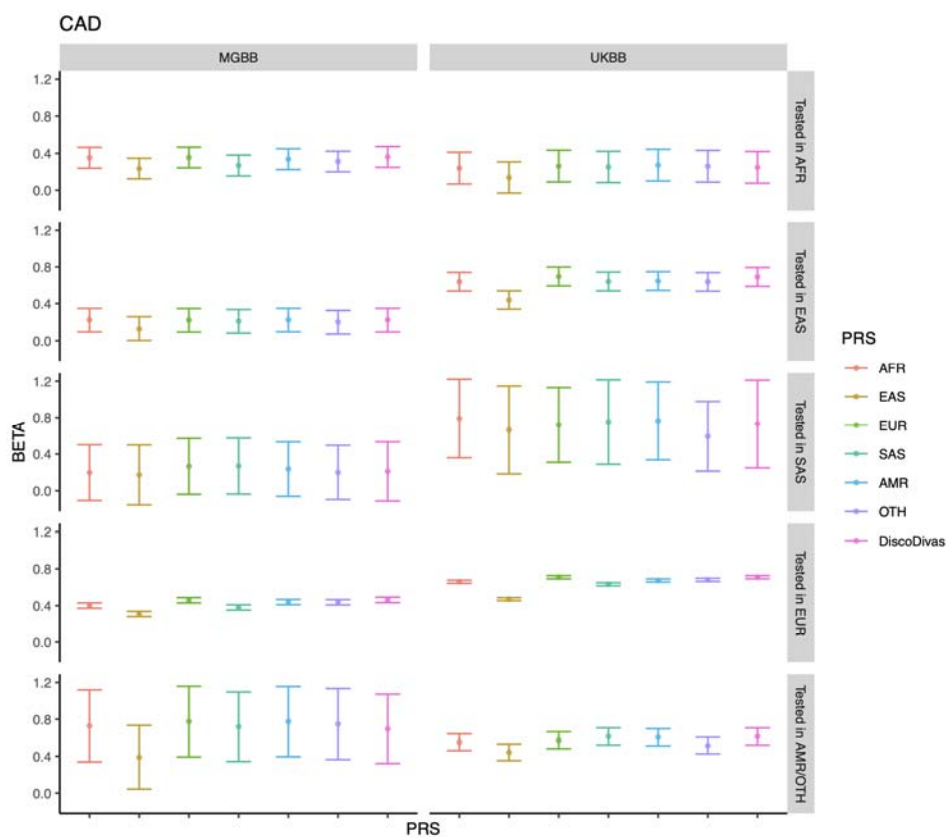 CAD
MGBB
UKBB
1.2
0.8
0.4
0.0
Tested in AFR
1.2
0.8
0.4
0.0
Tested in EAS
1.2
0.8
0.4
0.0
Tested in SAS
1.2
0.8
0.4
0.0
Tested in EUR
1.2
0.8
0.4
0.0
Tested in AMR/OTH
BETA
PRS
PRS
AFR
EAS
EUR
SAS
AMR
OTH
DiscoDivas